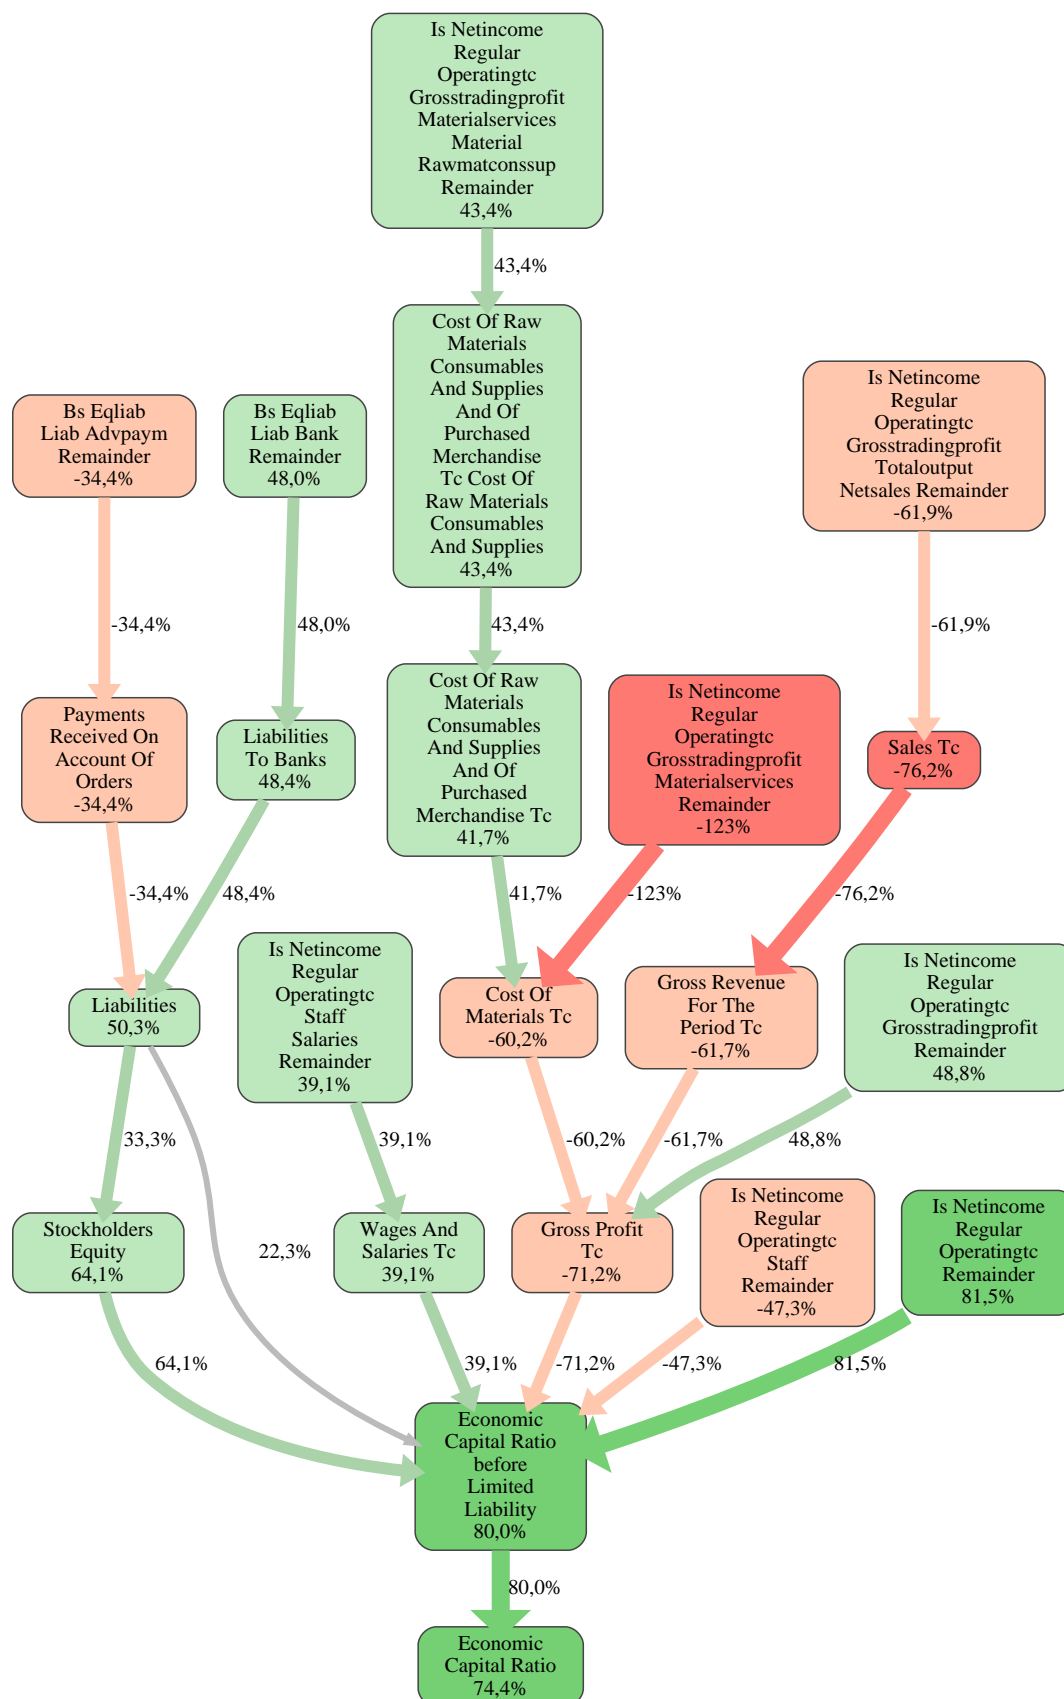 Is Netincome
Regular
Operatingtc
Grosstradingprofit
Materialservices
Material
Rawmatconssup
Remainder
43,4%
43,4%
Cost Of Raw
Materials
Consumables
And Supplies
And Of
Purchased
Merchandise
Tc Cost Of
Raw Materials
Consumables
And Supplies
43,4%
Is Netincome
Regular
Operatingtc
Grosstradingprofit
Totaloutput
Netsales Remainder
-61,9%
Bs Eqliab
Liab Advpaym
Remainder
-34,4%
Bs Eqliab
Liab Bank
Remainder
48,0%
-34,4%
48,0%
43,4%
-61,9%
Payments
Received On
Account Of
Orders
-34,4%
Liabilities
To Banks
48,4%
Cost Of Raw
Materials
Consumables
And Supplies
And Of
Purchased
Merchandise Tc
41,7%
Is Netincome
Regular
Operatingtc
Grosstradingprofit
Materialservices
Remainder
-123%
Sales Tc
-76,2%
-34,4%
48,4%
41,7%
-123%
-76,2%
Liabilities
50,3%
Is Netincome
Regular
Operatingtc
Staff
Salaries
Remainder
39,1%
Cost Of
Materials Tc
-60,2%
Gross Revenue
For The
Period Tc
-61,7%
Is Netincome
Regular
Operatingtc
Grosstradingprofit
Remainder
48,8%
33,3%
39,1%
-60,2%
-61,7%
48,8%
Stockholders
Equity
64,1%
22,3%
Wages And
Salaries Tc
39,1%
Gross Profit
Tc
-71,2%
Is Netincome
Regular
Operatingtc
Staff
Remainder
-47,3%
Is Netincome
Regular
Operatingtc
Remainder
81,5%
64,1%
39,1%
-71,2%
-47,3%
81,5%
Economic
Capital Ratio
before
Limited
Liability
80,0%
80,0%
Economic
Capital Ratio
74,4%